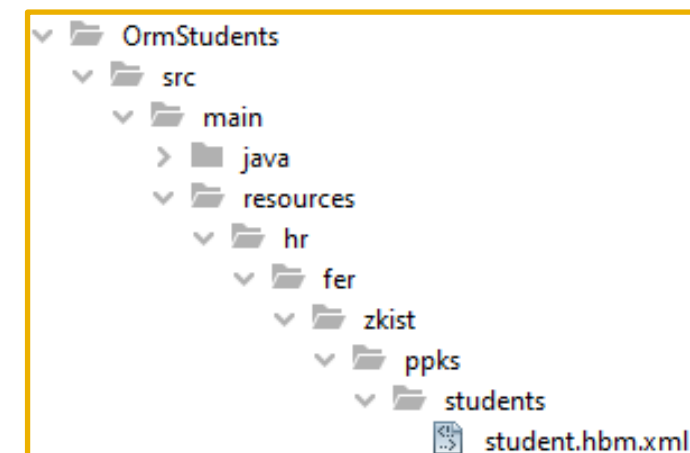 OrmStudents
src
main
java
resources
hr
fer
zkist
ppks
students
student.hbm.xml